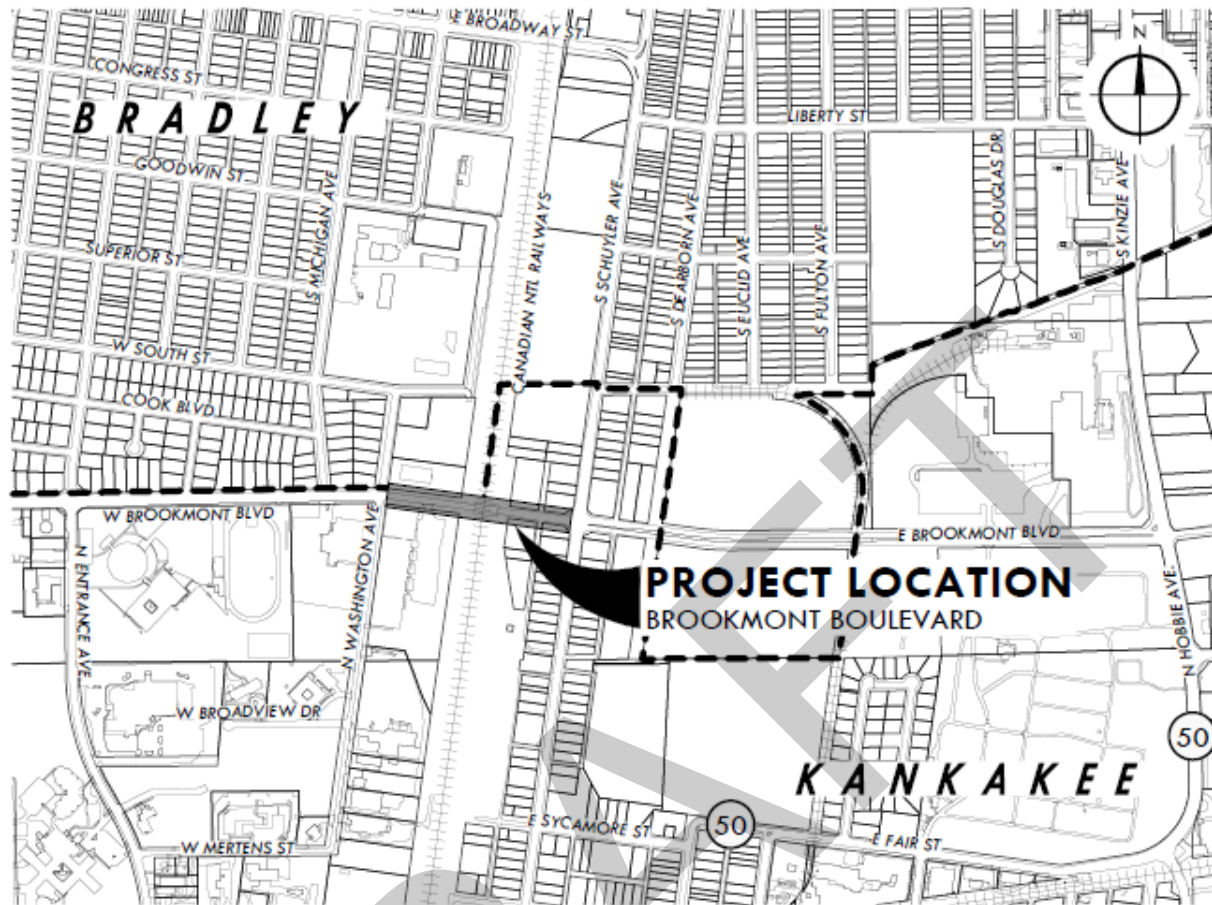 E BROADWAY ST
CONGRESS ST
BRADLEY
N
LIBERTY ST
GOODWIN ST
S MICHIGAN AVE
CANADIAN NTL RAILWAYS
S SCHUYLER AVE
S DEARBORN AVE
S EUCLID AVE
S FULTON AVE
S DOUGLAS DR
S KINZIE AVE
SUPERIOR ST
W SOUTH ST
COOK BLVD
W BROOKMONT BLVD
E BROOKMONT BLVD
N ENTRANCE AVE
N WASHINGTON AVE
PROJECT LOCATION
BROOKMONT BOULEVARD
N HOBBIE AVE.
W BROADVIEW DR
50
KANKAKEE
E SYCAMORE ST
50
E FAIR ST
W MERTENS ST
DRAFT